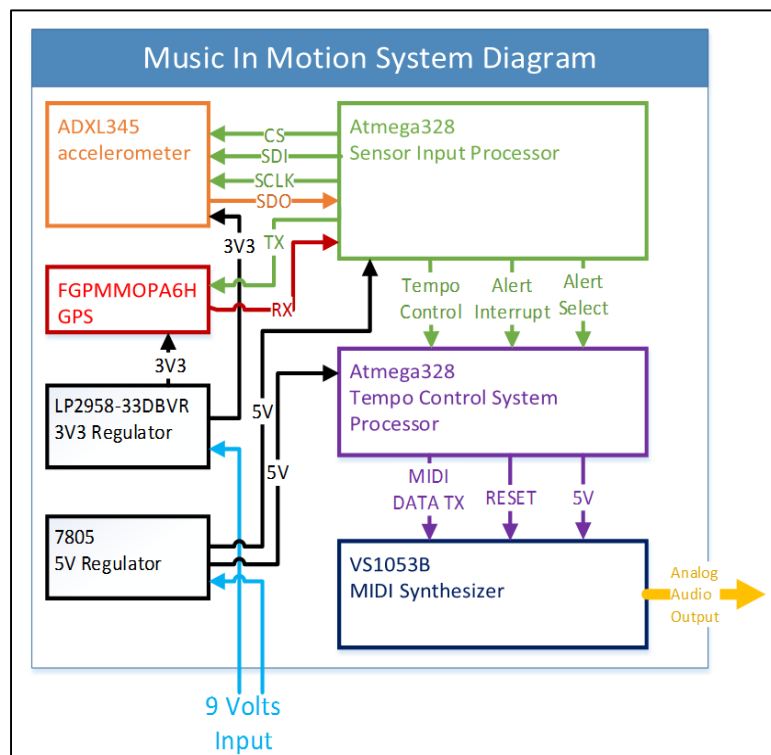 Music In Motion System Diagram
ADXL345
accelerometer
CS
SDI
SCLK
SDO
Atmega328
Sensor Input Processor
3V3
TX
FGPMMOPA6H
GPS
RX
Tempo
Control
Alert
Interrupt
Alert
Select
3V3
LP2958-33DBVR
3V3 Regulator
5V
5V
Atmega328
Tempo Control System
Processor
MIDI
DATA TX
RESET
5V
7805
5V Regulator
VS1053B
MIDI Synthesizer
Analog
Audio
Output
9 Volts
Input